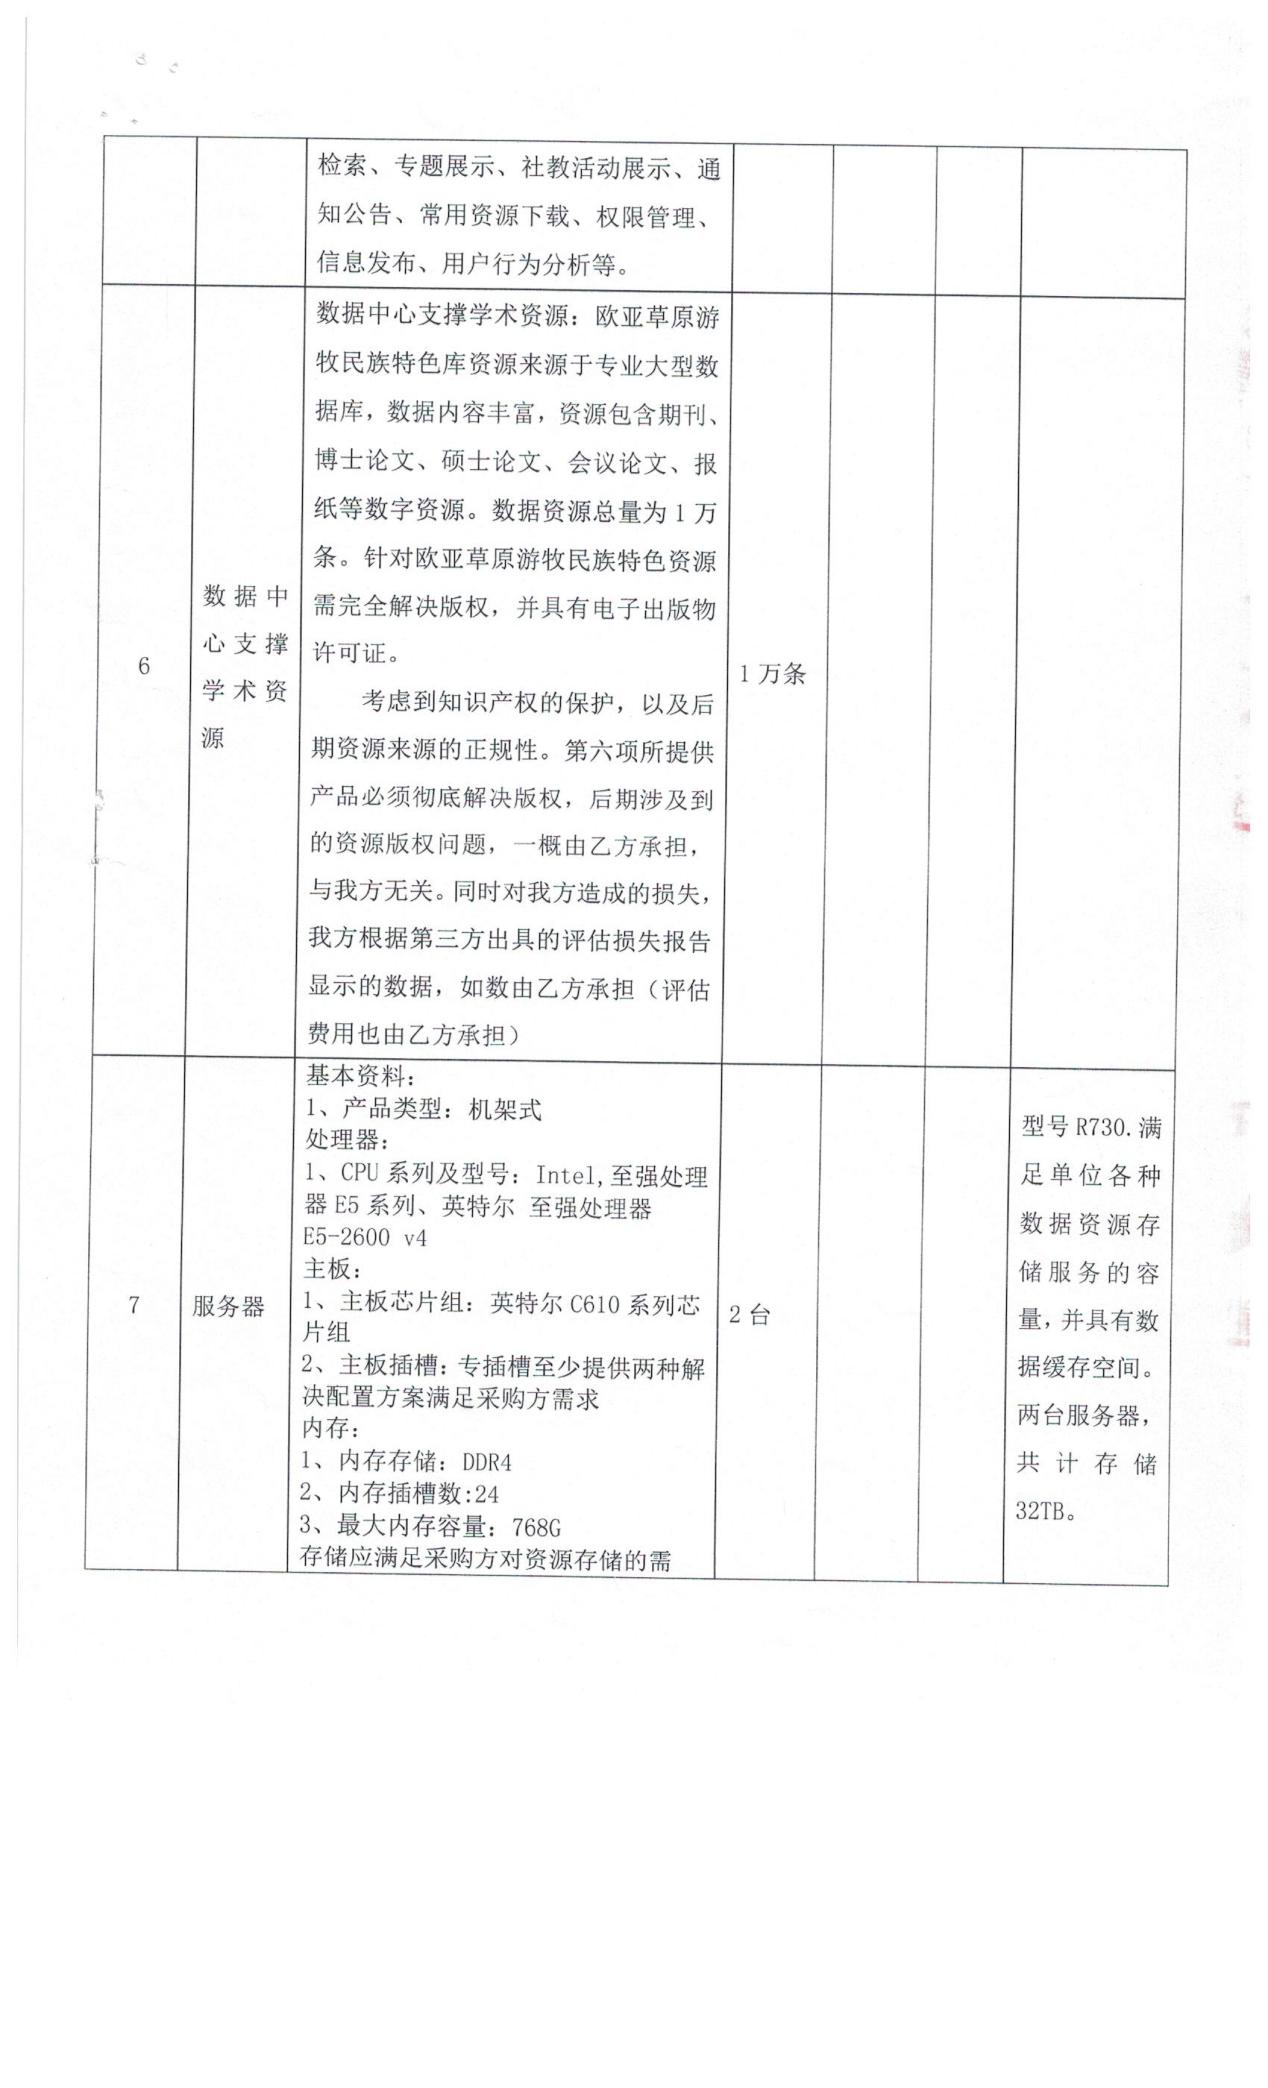 检索、专题展示、社教活动展示、通
知公告、常用资源下载、权限管理、
信息发布、用户行为分析等。
6
数据中
心支撑
学术资
源
数据中心支撑学术资源：欧亚草原游
牧民族特色库资源来源于专业大型数
据库，数据内容丰富，资源包含期刊、
博士论文、硕士论文、会议论文、报
纸等数字资源。数据资源总量为 1 万
条。针对欧亚草原游牧民族特色资源
需完全解决版权，并具有电子出版物
许可证。
考虑到知识产权的保护，以及后
期资源来源的正规性。第六项所提供
产品必须彻底解决版权，后期涉及到
的资源版权问题，一概由乙方承担，
与我方无关。同时对我方造成的损失，
我方根据第三方出具的评估损失报告
显示的数据，如数由乙方承担（评估
费用也由乙方承担）
1 万条
7
服务器
基本资料：
1、产品类型：机架式
处理器：
1、CPU 系列及型号：Intel,至强处理
器 E5 系列、英特尔 至强处理器
E5-2600 v4
主板：
1、主板芯片组：英特尔 C610 系列芯
片组
2、主板插槽：专插槽至少提供两种解
决配置方案满足采购方需求
内存：
1、内存存储：DDR4
2、内存插槽数:24
3、最大内存容量：768G
存储应满足采购方对资源存储的需
2 台
型号 R730.满
足单位各种
数据资源存
储服务的容
量，并具有数
据缓存空间。
两台服务器，
共计存储
32TB。